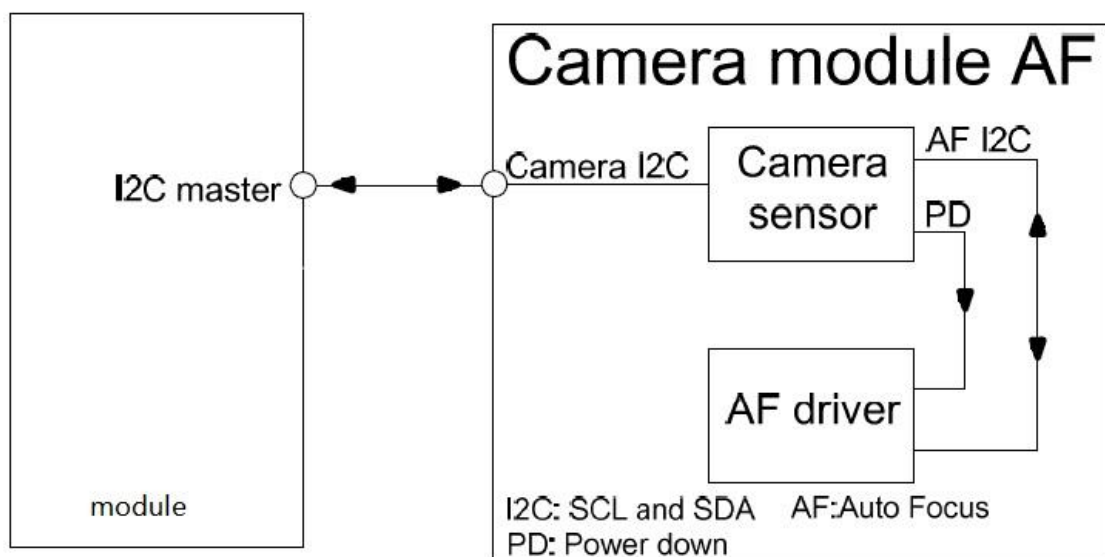 Camera module AF
I2C master
Camera I2C
Camera
sensor
AF I2C
PD
AF driver
module
I2C: SCL and SDA AF:Auto Focus
PD: Power down